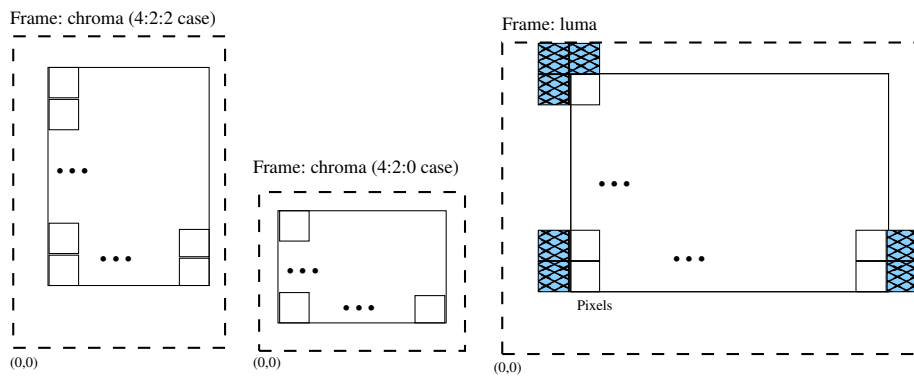 Frame: chroma (4:2:2 case)
(0,0)
Frame: chroma (4:2:0 case)
(0,0)
Frame: luma
Pixels
(0,0)